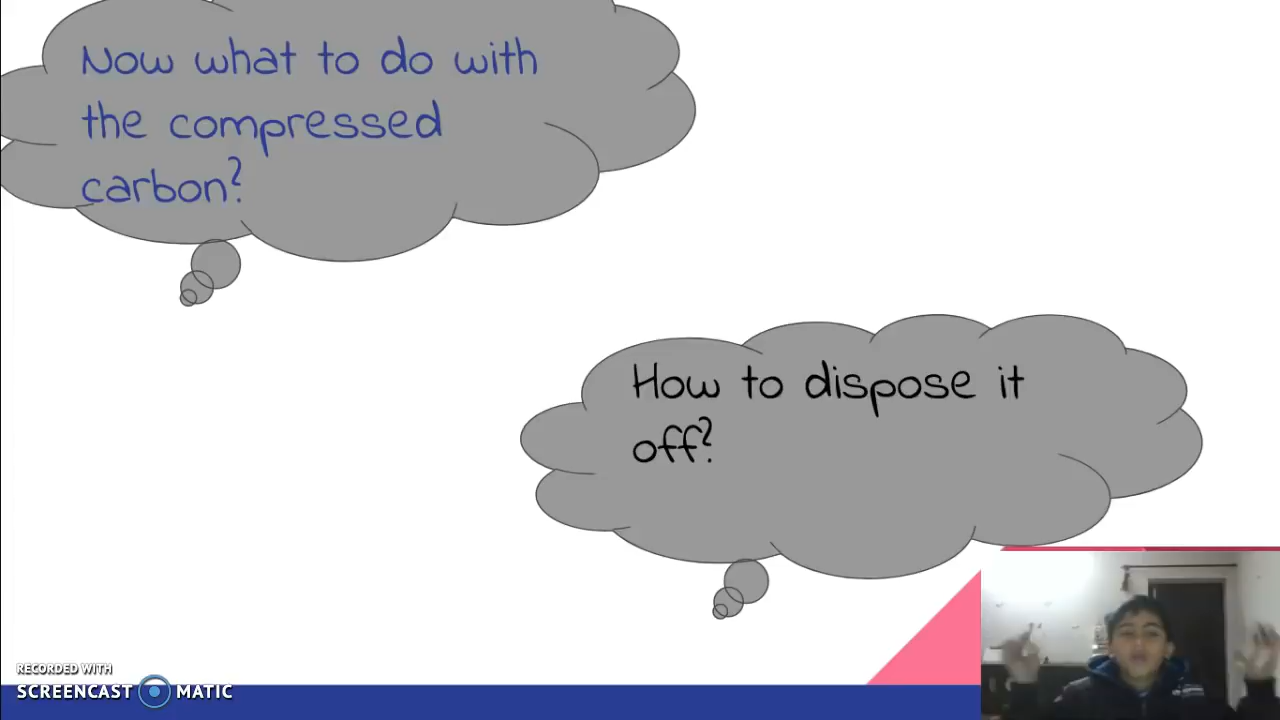 Now what to do with
the compressed
carbon?
How to dispose it
off?
RECORDED WITH
SCREENCAST MATIC